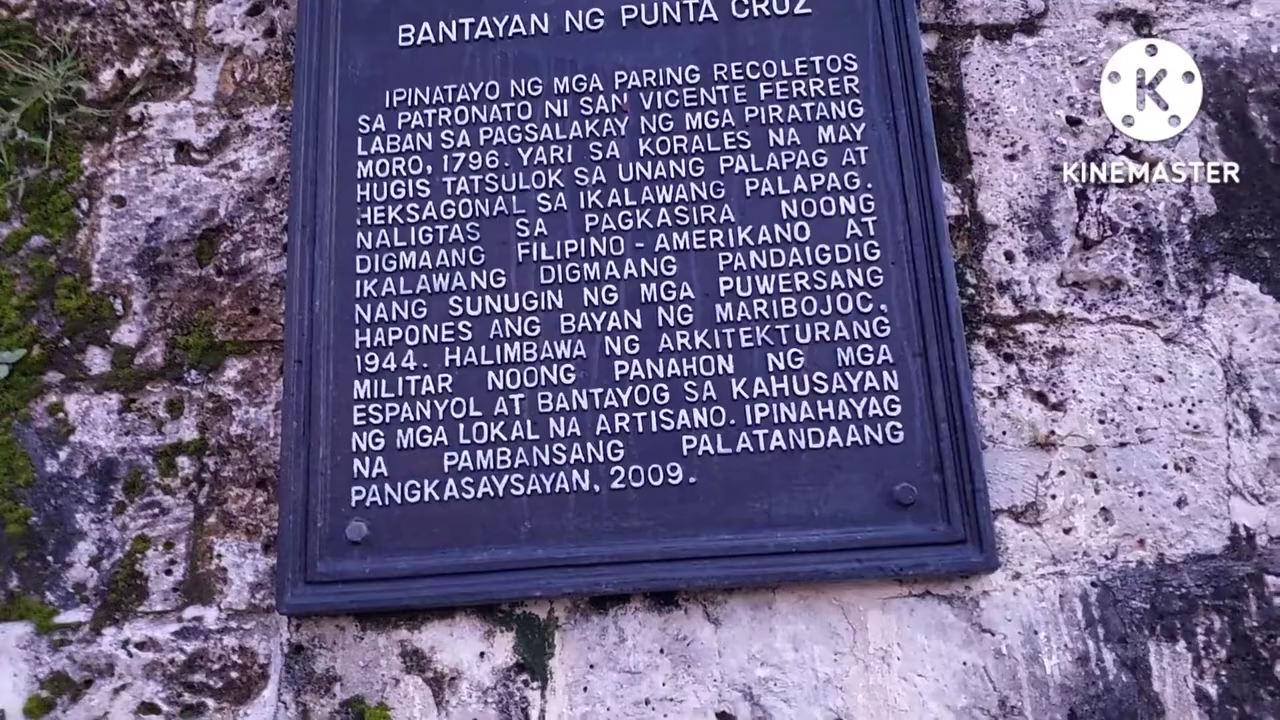 BANTAYAN NG PUNTA CRUZ
IPINATAYO NG MGA PARING RECOLETOS
SA PATRONATO NI SAN VICENTE FERRER
LABAN SA PAGSALAKAY NG MGA PIRATANG
MORO, 1796. YARI SA KORALES NA MAY
HUGIS TATSULOK SA UNANG PALAPAG AT
HEKSAGONAL SA IKALAWANG PALAPAG.
NALIGTAS SA PAGKASIRA NOONG
DIGMAANG FILIPINO-AMERIKANO AT
IKALAWANG DIGMAANG PANDAIGDIG
NANG SUNUGIN NG MGA PUWERSANG
HAPONES ANG BAYAN NG MARIBOJOC,
1944. HALIMBAWA NG ARKITEKTURANG
MILITAR NOONG PANAHON NG MGA
ESPANYOL AT BANTAYOG SA KAHUSAYAN
NG MGA LOKAL NA ARTISANO. IPINAHAYAG
NA PAMBANSANG PALATANDAANG
PANGKASAYSAYAN, 2009.
K
KINEMASTER